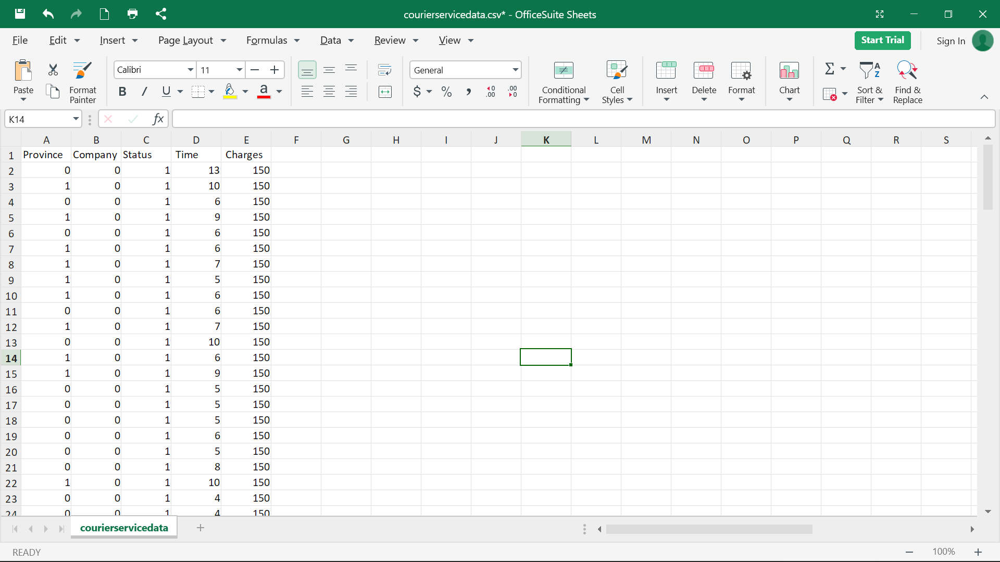 courierservicedata.csv* - OfficeSuite Sheets
File Edit Insert Page Layout Formulas Data Review View Start Trial Sign In
Calibri 11 General
Paste Format Painter B I U a $ % , 0 .00 .00 0 Conditional Formatting Cell Styles Insert Delete Format Chart Σ Sort & Filter A Z Find & Replace
K14 fx
A B C D E F G H I J K L M N O P Q R S
1 Province Company Status Time Charges
2 0 0 1 13 150
3 1 0 1 10 150
4 0 0 1 6 150
5 1 0 1 9 150
6 0 0 1 6 150
7 1 0 1 6 150
8 1 0 1 7 150
9 1 0 1 5 150
10 1 0 1 6 150
11 0 0 1 6 150
12 1 0 1 7 150
13 0 0 1 10 150
14 1 0 1 6 150
15 1 0 1 9 150
16 0 0 1 5 150
17 0 0 1 5 150
18 0 0 1 5 150
19 0 0 1 6 150
20 0 0 1 5 150
21 0 0 1 8 150
22 1 0 1 10 150
23 0 0 1 4 150
24 0 0 1 4 150
courierservicedata +
READY 100%